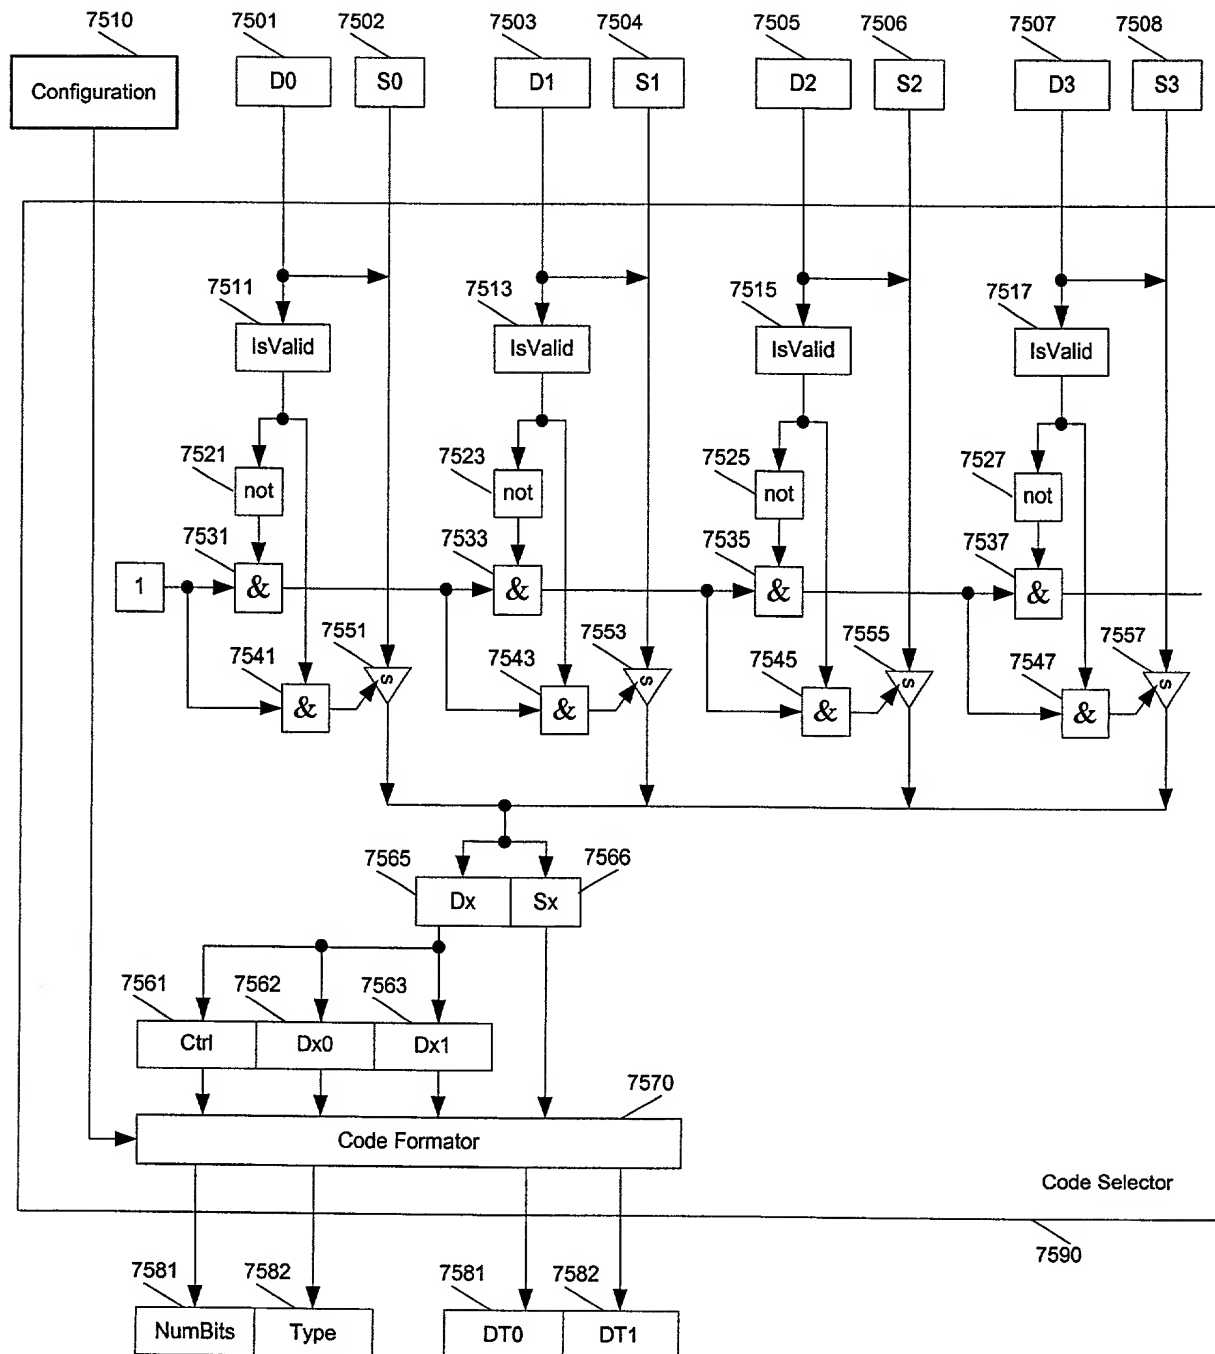 7510 7501 7502 7503 7504 7505 7506 7507 7508
Configuration D0 S0 D1 S1 D2 S2 D3 S3
7511 7513 7515 7517
IsValid IsValid IsValid IsValid
7521 7523 7525 7527
not not not not
7531 7533 7535 7537
1 & & & &
7551 7553 7555 7557
7541 7543 7545 7547
& s & s & s & s
7565 7566
Dx Sx
7561 7562 7563
Ctrl Dx0 Dx1
7570
Code Formator
Code Selector
7590
7581 7582 7581 7582
NumBits Type DT0 DT1